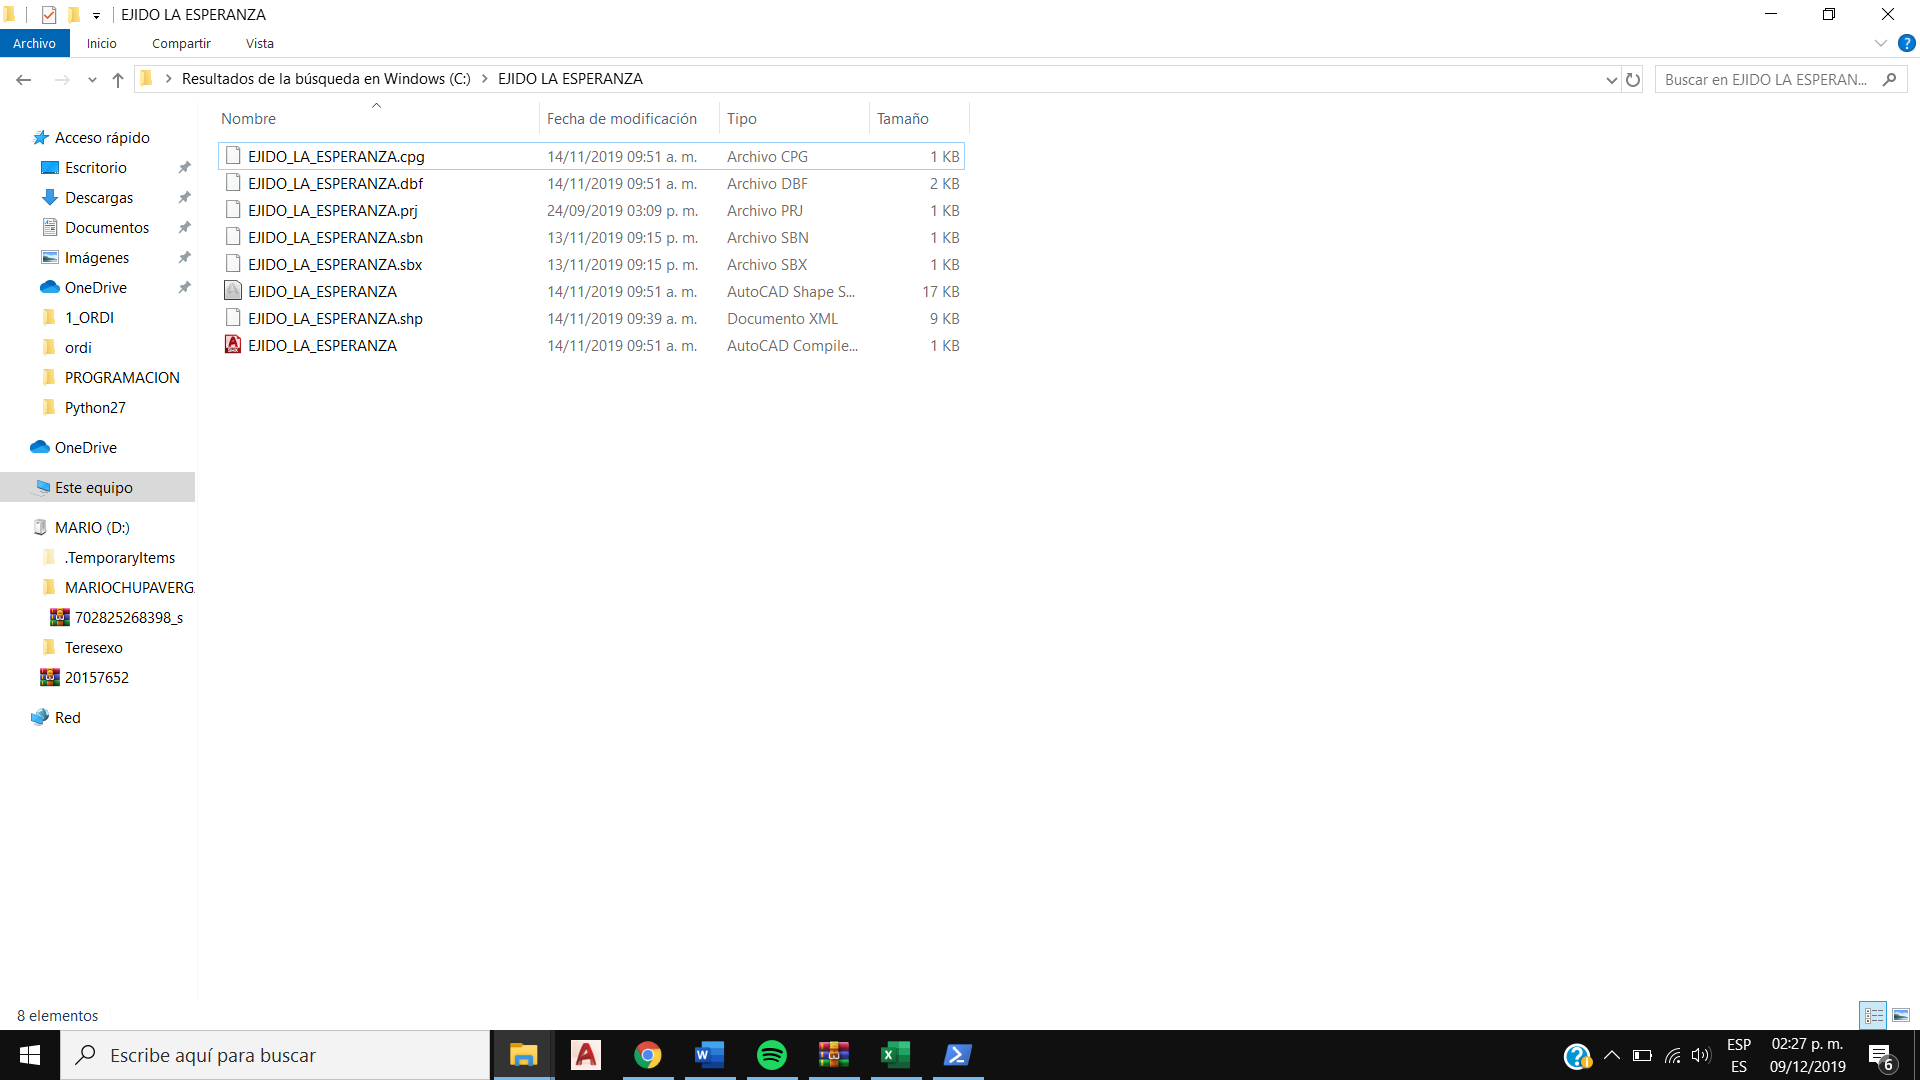 EJIDO LA ESPERANZA
Archivo Inicio Compartir Vista
Resultados de la búsqueda en Windows (C:) EJIDO LA ESPERANZA Buscar en EJIDO LA ESPERAN...
Nombre Fecha de modificación Tipo Tamaño
EJIDO_LA_ESPERANZA.cpg 14/11/2019 09:51 a. m. Archivo CPG 1 KB
EJIDO_LA_ESPERANZA.dbf 14/11/2019 09:51 a. m. Archivo DBF 2 KB
EJIDO_LA_ESPERANZA.prj 24/09/2019 03:09 p. m. Archivo PRJ 1 KB
EJIDO_LA_ESPERANZA.sbn 13/11/2019 09:15 p. m. Archivo SBN 1 KB
EJIDO_LA_ESPERANZA.sbx 13/11/2019 09:15 p. m. Archivo SBX 1 KB
EJIDO_LA_ESPERANZA 14/11/2019 09:51 a. m. AutoCAD Shape S... 17 KB
EJIDO_LA_ESPERANZA.shp 14/11/2019 09:39 a. m. Documento XML 9 KB
EJIDO_LA_ESPERANZA 14/11/2019 09:51 a. m. AutoCAD Compile... 1 KB
Acceso rápido
Escritorio
Descargas
Documentos
Imágenes
OneDrive
1_ORDI
ordi
PROGRAMACION
Python27
OneDrive
Este equipo
MARIO (D:)
.TemporaryItems
MARIOCHUPAVERG
702825268398_s
Teresexo
20157652
Red
8 elementos
Escribe aquí para buscar
ESP
ES
02:27 p. m.
09/12/2019
6